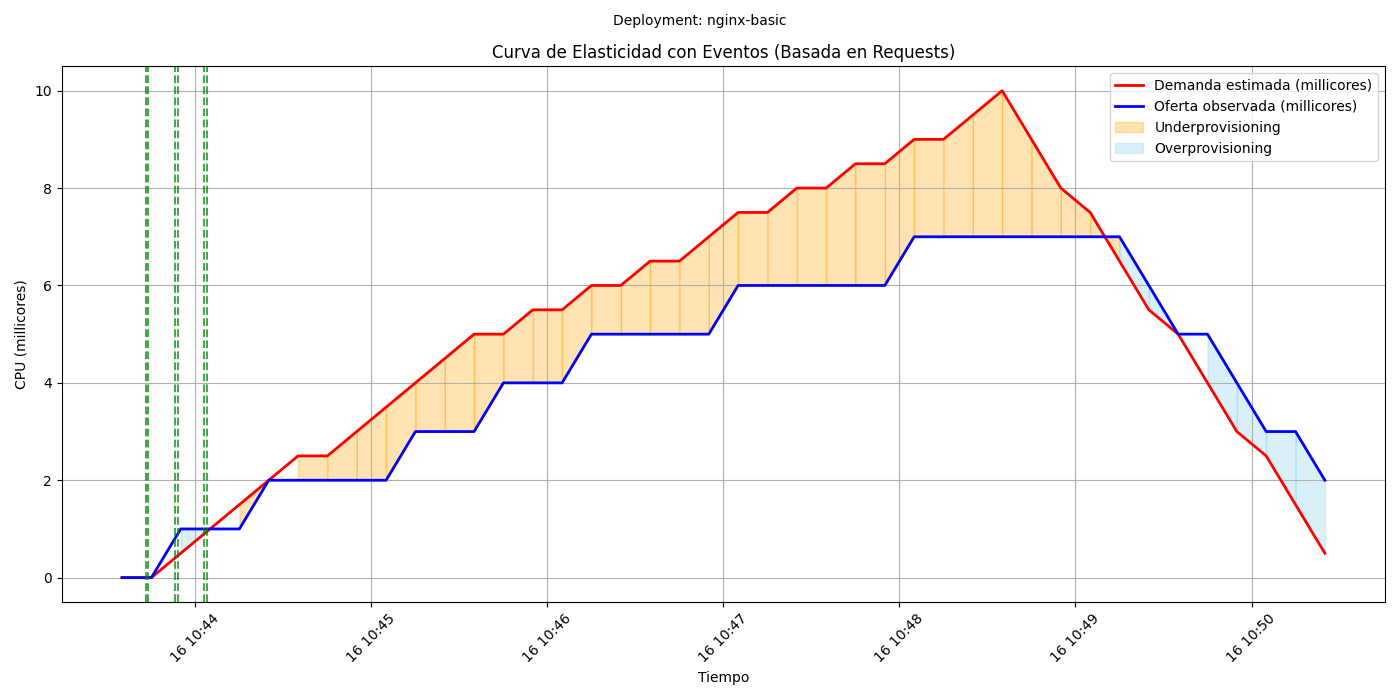 Deployment: nginx-basic
Curva de Elasticidad con Eventos (Basada en Requests)
Demanda estimada (millicores)
Oferta observada (millicores)
Underprovisioning
Overprovisioning
CPU (millicores)
10
8
6
4
2
0
16 10:44
16 10:45
16 10:46
16 10:47
16 10:48
16 10:49
16 10:50
Tiempo